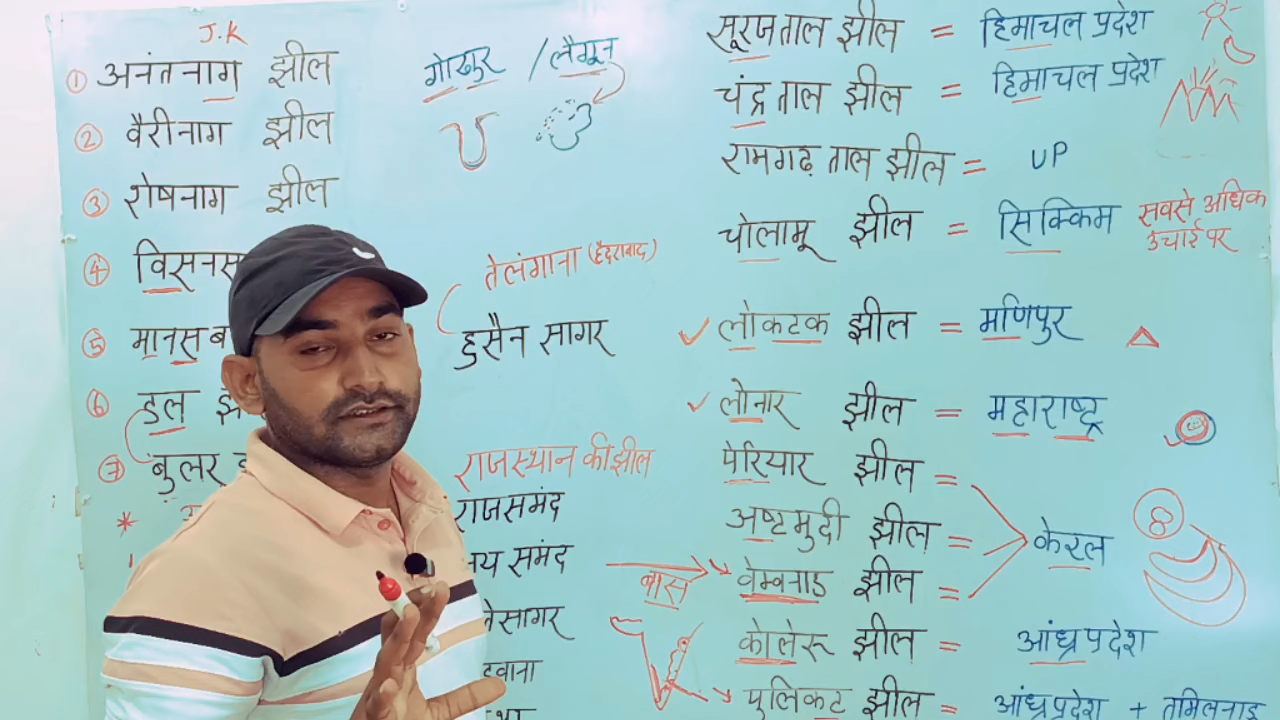 J.K
① अनंतनाग झील
② वैरीनाग झील
③ शेषनाग झील
④ विसनस
⑤ मानसब
⑥ डल झ
⑦ बुलर
गोखुर / लैगून
तेलंगाना (हैदराबाद)
हुसैन सागर
राजस्थान की झील
राजसमंद
जय समंद
सागर
सूरजताल झील = हिमाचल प्रदेश
चंद्र ताल झील = हिमाचल प्रदेश
रामगढ़ ताल झील = UP
चोलामू झील = सिक्किम सबसे अधिक उचाई पर
लोकटक झील = मणिपुर
लोनार झील = महाराष्ट्र
पेरियार झील =
अष्टमुदी झील = केरल
बास वेम्बनाड झील =
कोलेरू झील = आंध्रप्रदेश
पुलिकट झील = आंध्रप्रदेश + तमिलनाडु
8